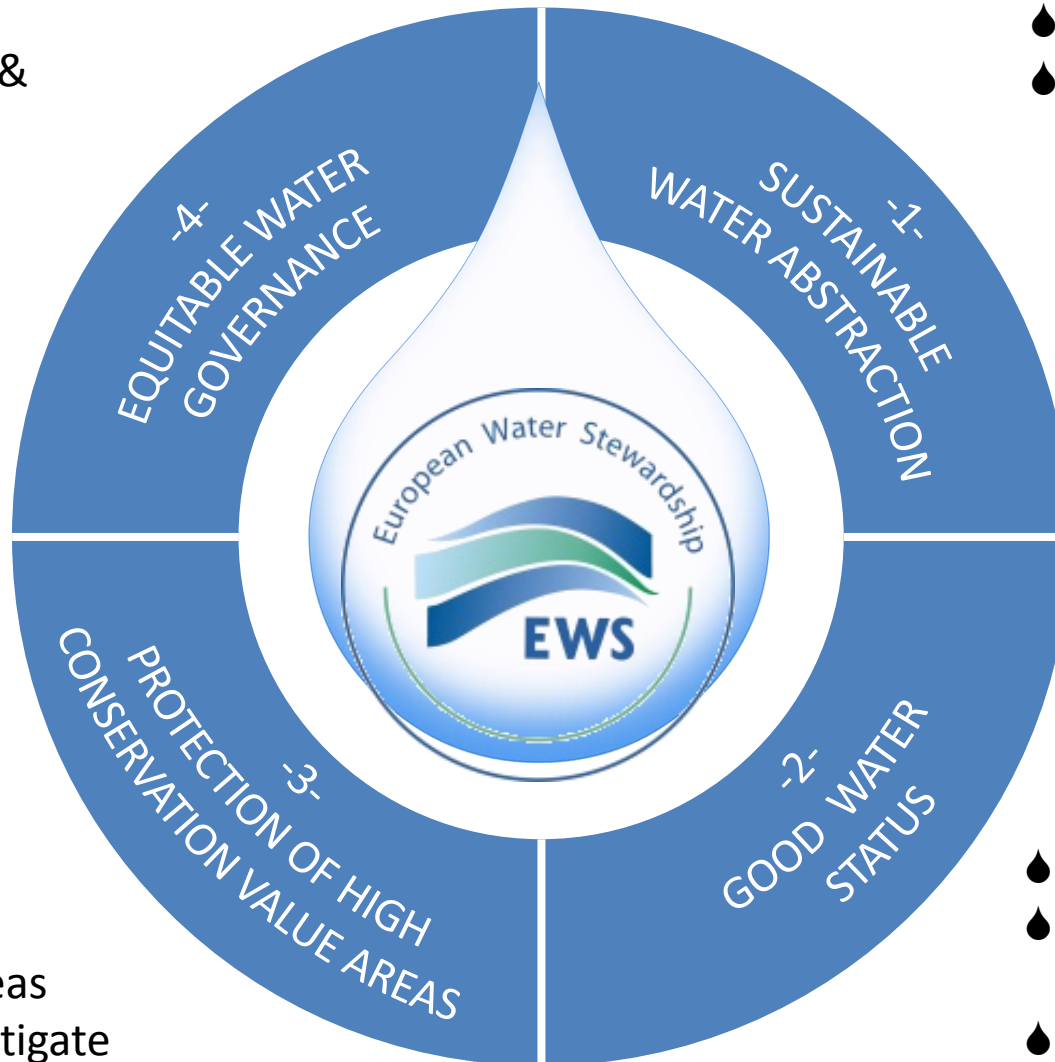 &
-1-
SUSTAINABLE
WATER ABSTRACTION
-2-
GOOD WATER
STATUS
-3-
PROTECTION OF HIGH
CONSERVATION VALUE AREAS
-4-
EQUITABLE WATER
GOVERNANCE
European Water Stewardship
EWS
eas
tigate